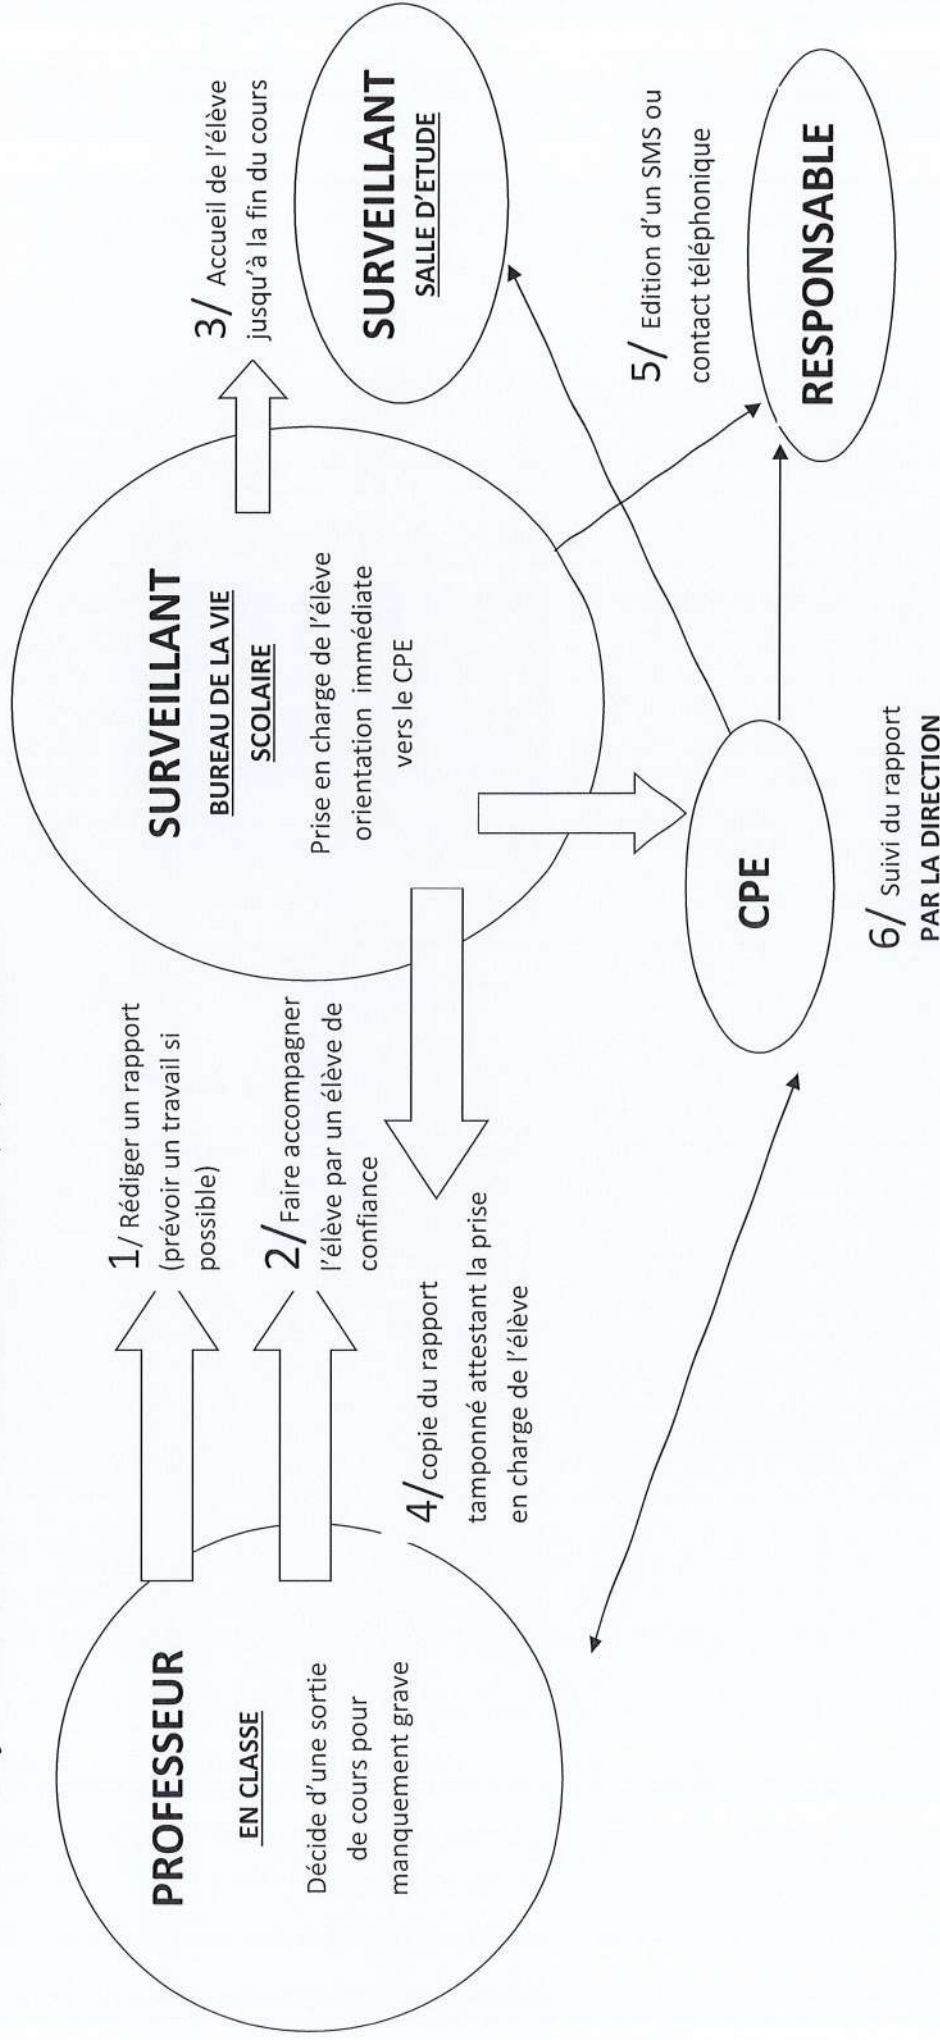 PROFESSEUR
EN CLASSE
Décide d'une sortie
de cours pour
manquement grave
1/ Rédiger un rapport
(prévoir un travail si
possible)
2/ Faire accompagner
l'élève par un élève de
confiance
4/ copie du rapport
tamponné attestant la prise
en charge de l'élève
SURVEILLANT
BUREAU DE LA VIE
SCOLAIRE
Prise en charge de l'élève
orientation immédiate
vers le CPE
3/ Accueil de l'élève
jusqu'à la fin du cours
SURVEILLANT
SALLE D'ETUDE
5/ Edition d'un SMS ou
contact téléphonique
RESPONSABLE
CPE
6/ Suivi du rapport
PAR LA DIRECTION